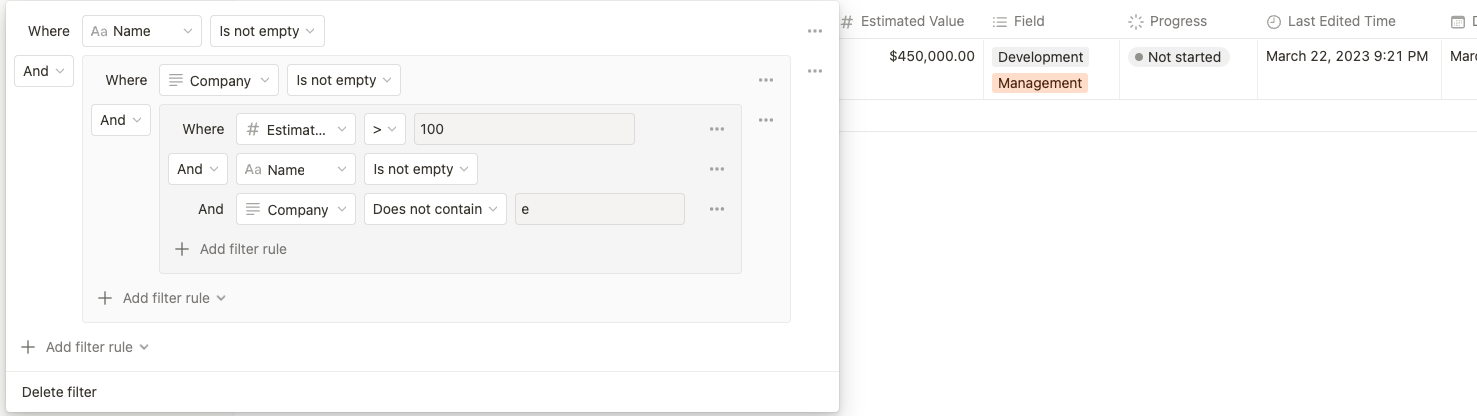 Where Aa Name Is not empty
And Where Company Is not empty
And Where # Estimat... > 100
And Aa Name Is not empty
And Company Does not contain e
+ Add filter rule
+ Add filter rule
+ Add filter rule
Delete filter
# Estimated Value Field Progress Last Edited Time D
$450,000.00 Development Not started March 22, 2023 9:21 PM Marc
Management